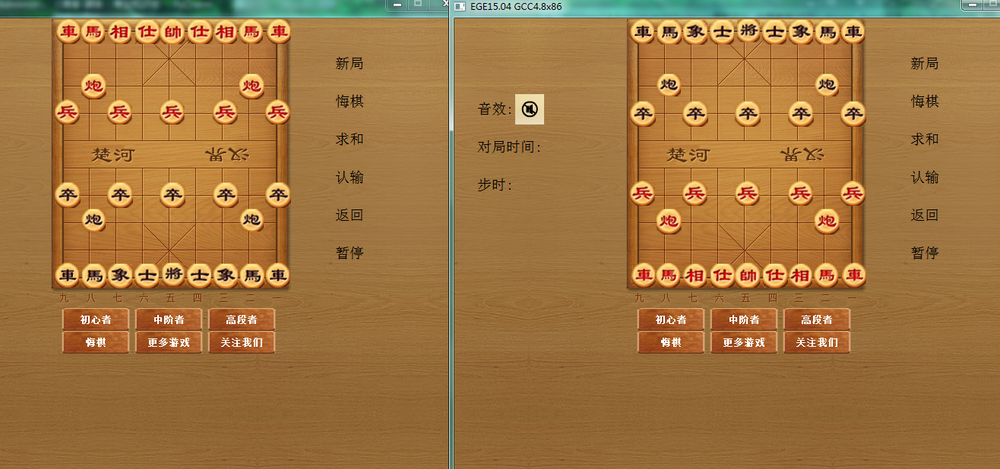 EGE15.04 GCC4.8x86
車馬相仕帥仕相馬車
炮 炮
兵 兵 兵 兵 兵
楚河
卒 卒 卒 卒 卒
炮 炮
車馬象士將士象馬車
九 八 七 六 五 四 三 二 一
初心者 中阶者 高段者
悔棋 更多游戏 关注我们
新局
悔棋
求和
认输
返回
暂停
音效:
对局时间:
步时:
車馬象士將士象馬車
炮 炮
卒 卒 卒 卒 卒
楚河
兵 兵 兵 兵 兵
炮 炮
車馬相仕帥仕相馬車
九 八 七 六 五 四 三 二 一
初心者 中阶者 高段者
悔棋 更多游戏 关注我们
新局
悔棋
求和
认输
返回
暂停